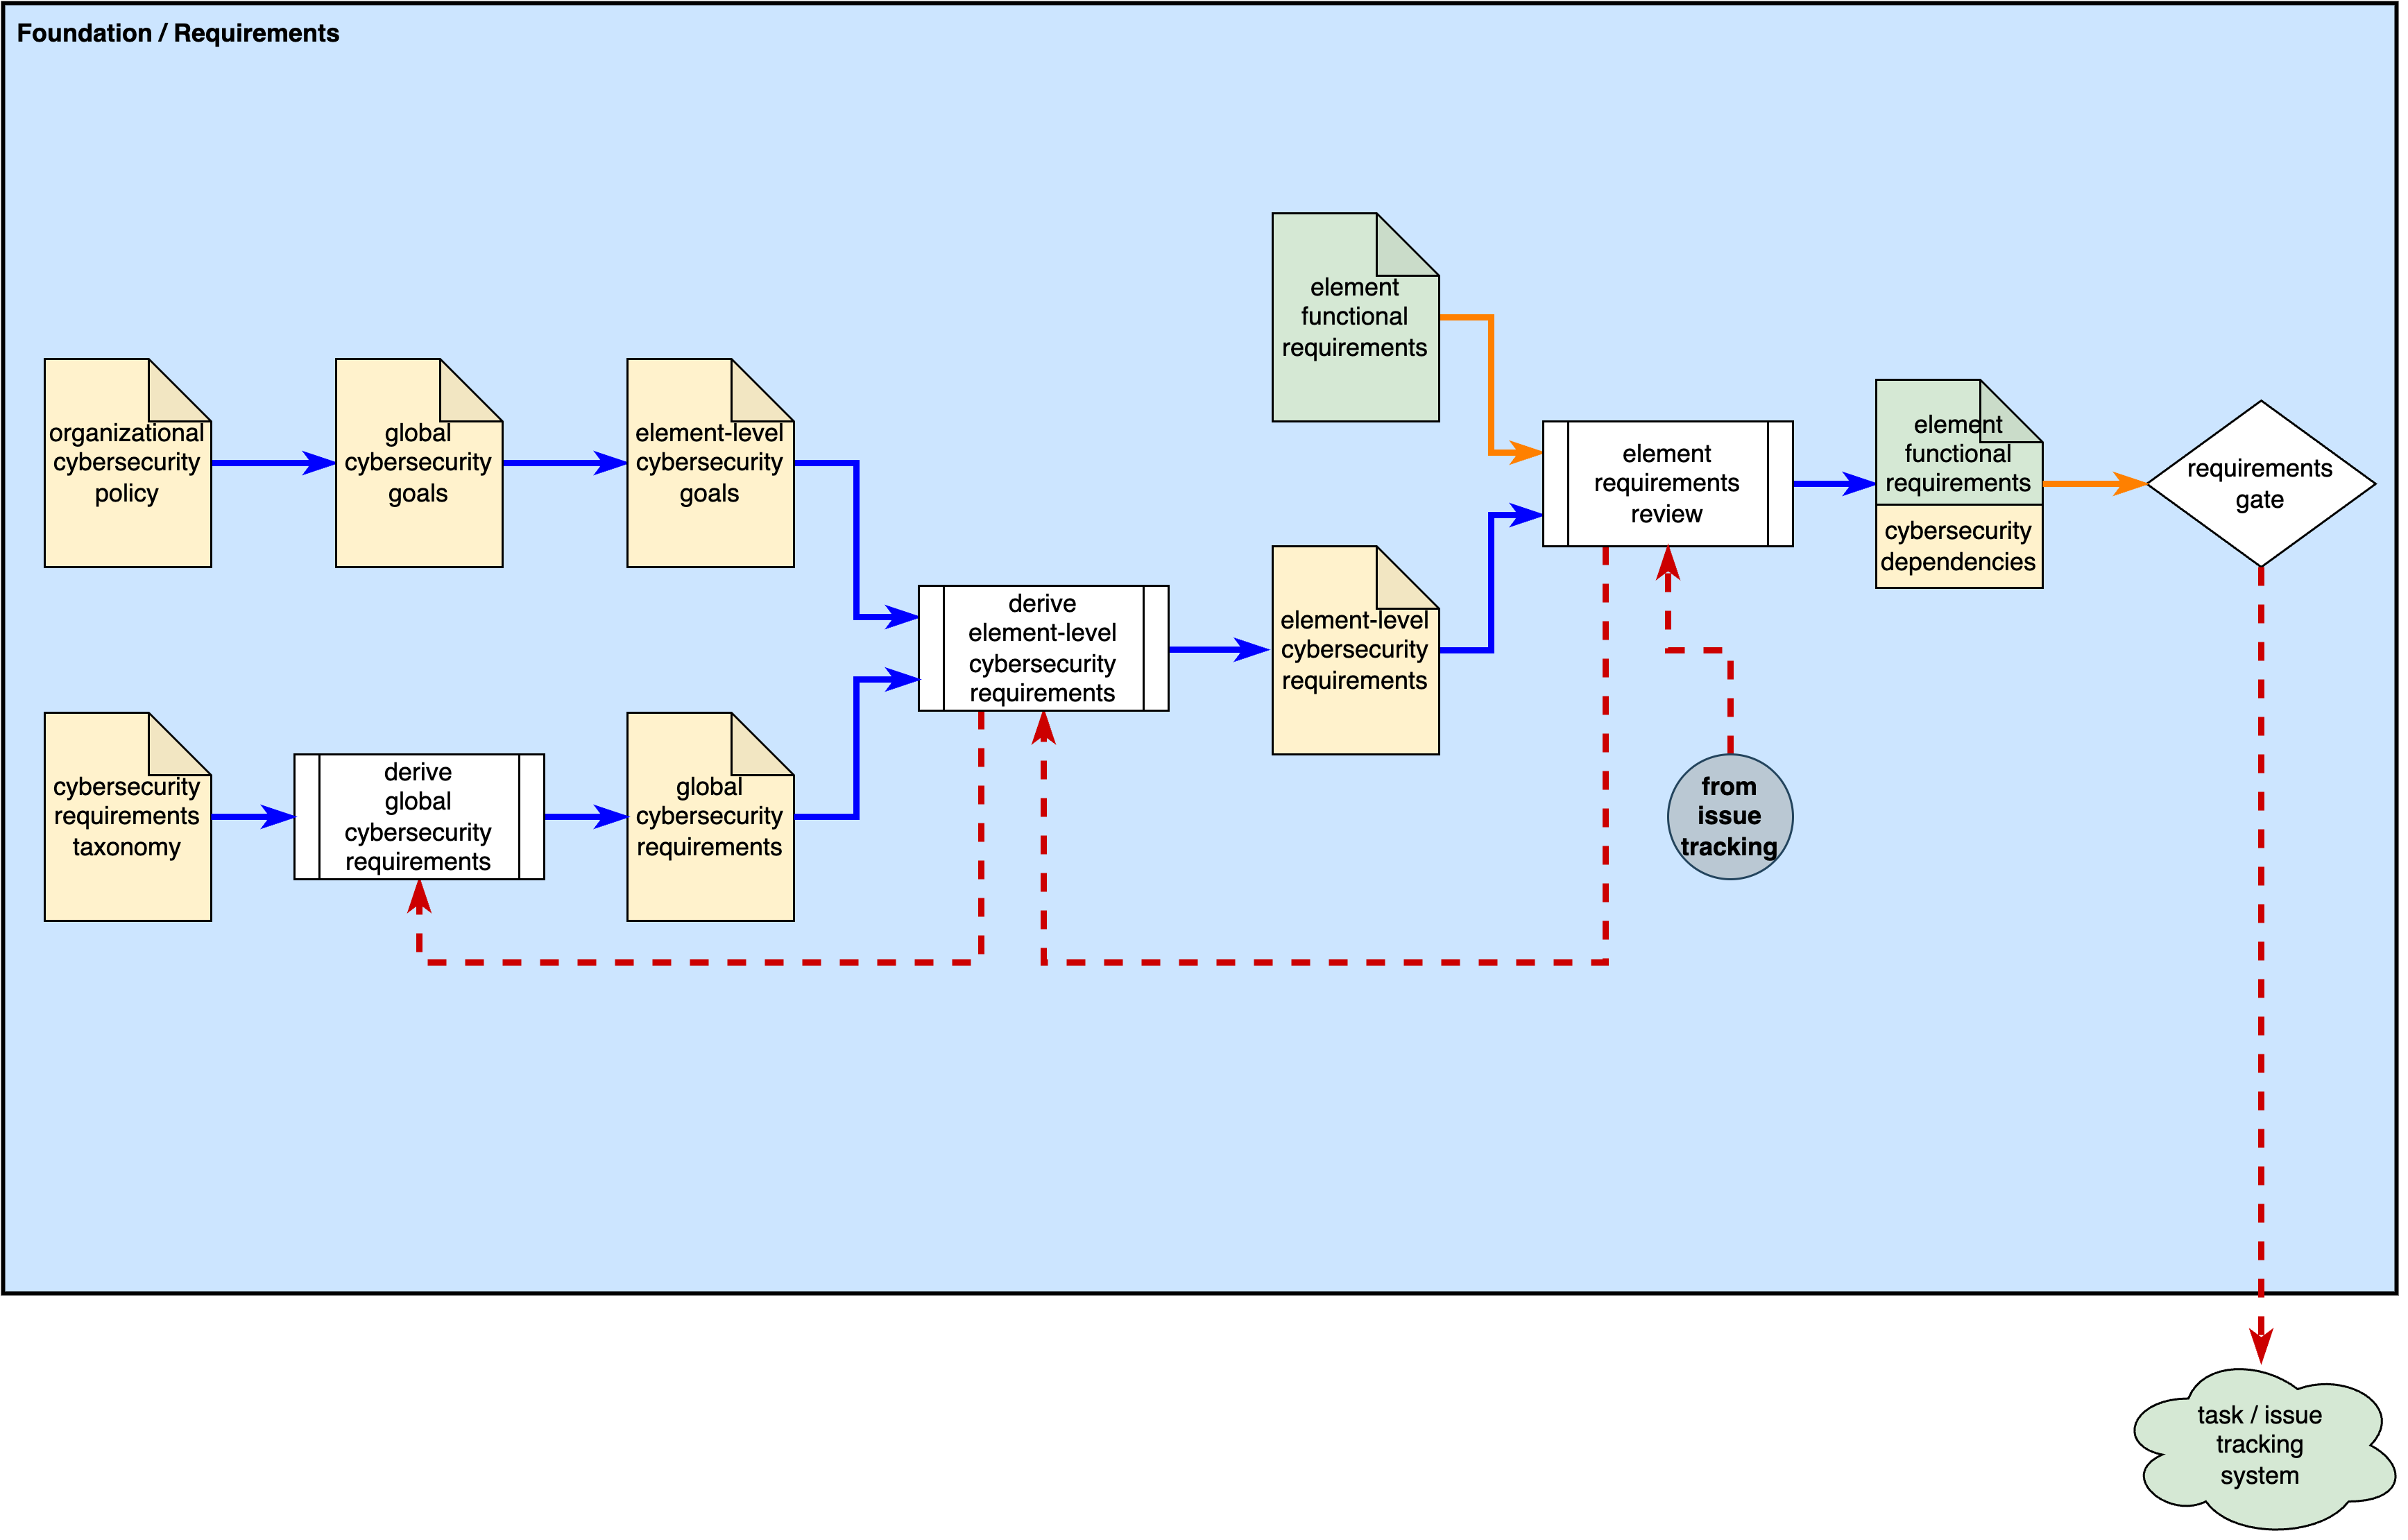 Foundation / Requirements
element
functional
requirements
organizational
cybersecurity
policy
global
cybersecurity
goals
element-level
cybersecurity
goals
element
requirements
review
element
functional
requirements
cybersecurity
dependencies
requirements
gate
derive
element-level
cybersecurity
requirements
element-level
cybersecurity
requirements
cybersecurity
requirements
taxonomy
derive
global
cybersecurity
requirements
global
cybersecurity
requirements
from
issue
tracking
task / issue
tracking
system